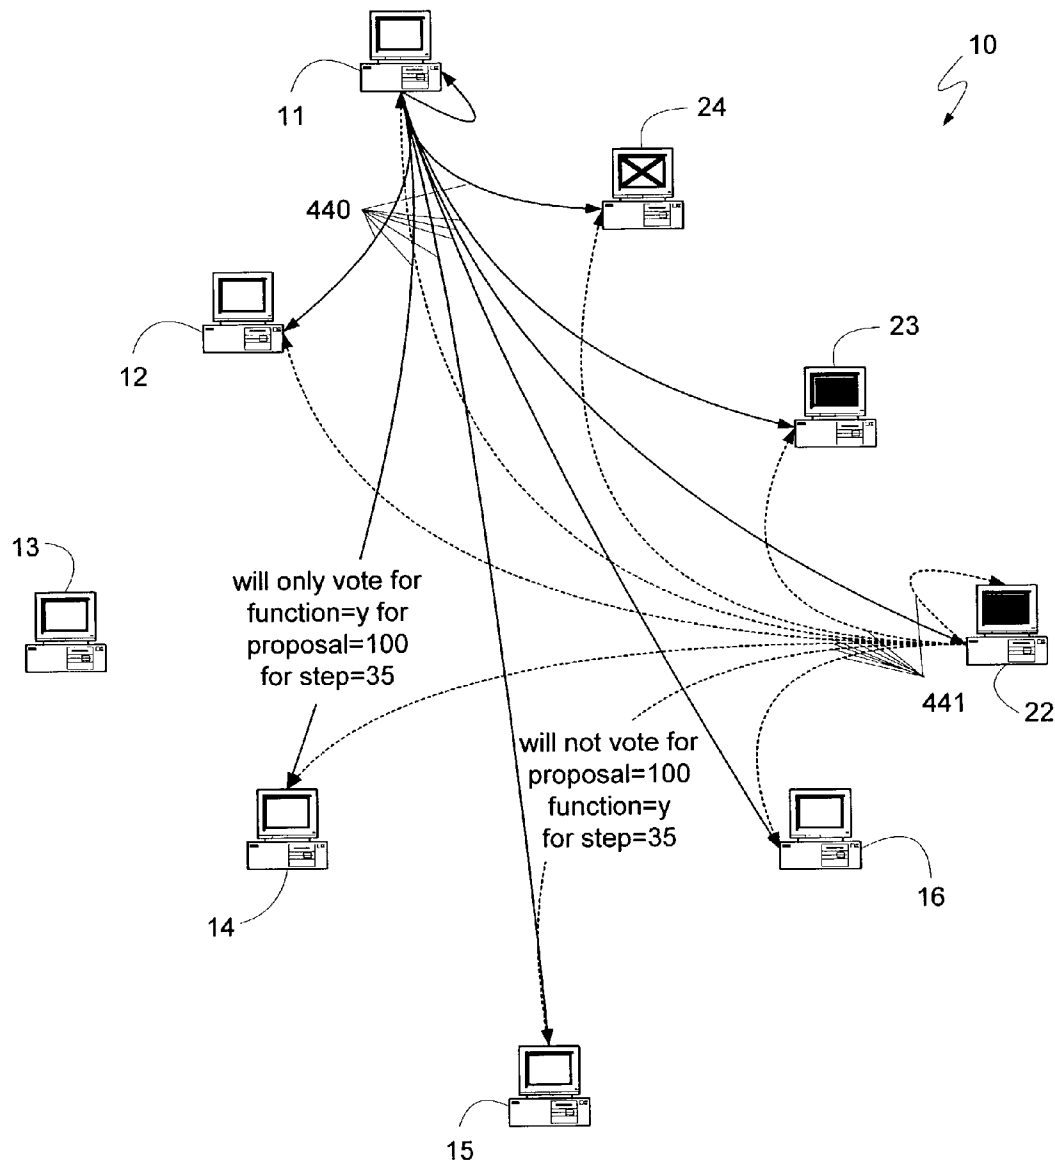 10
11
24
440
12
23
13
will only vote for
function=y for
proposal=100
for step=35
441
22
will not vote for
proposal=100
function=y
for step=35
14
16
15